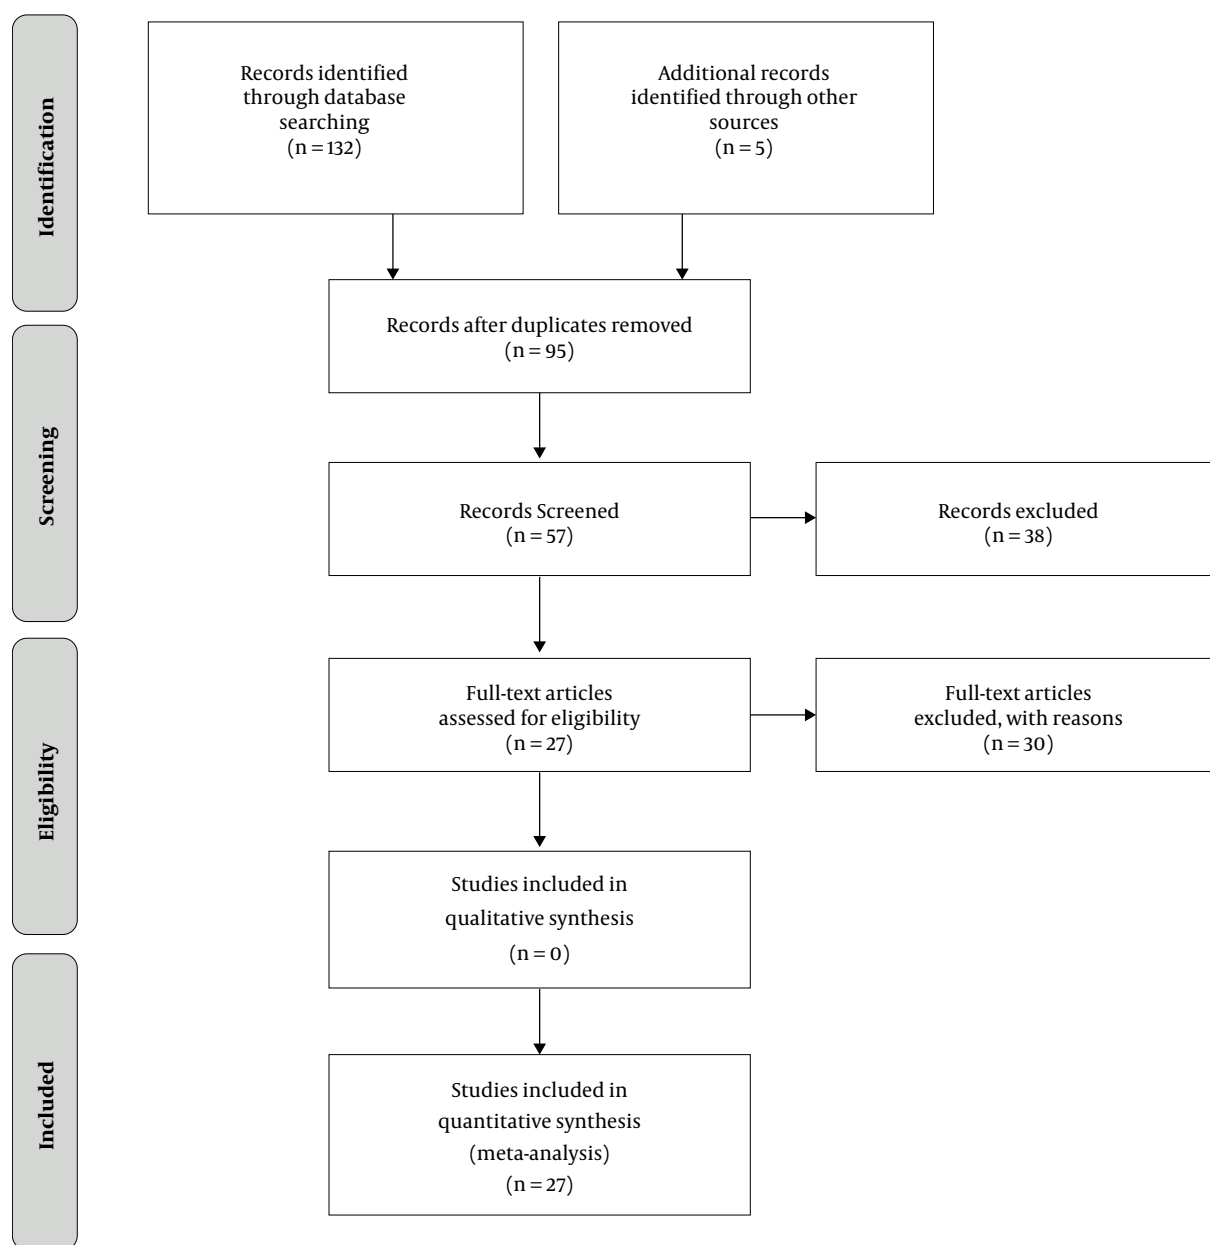 Identification
Records identified
through database
searching
(n = 132)
Additional records
identified through other
sources
(n = 5)
Records after duplicates removed
(n = 95)
Screening
Records Screened
(n = 57)
Records excluded
(n = 38)
Eligibility
Full-text articles
assessed for eligibility
(n = 27)
Full-text articles
excluded, with reasons
(n = 30)
Studies included in
qualitative synthesis
(n = 0)
Included
Studies included in
quantitative synthesis
(meta-analysis)
(n = 27)